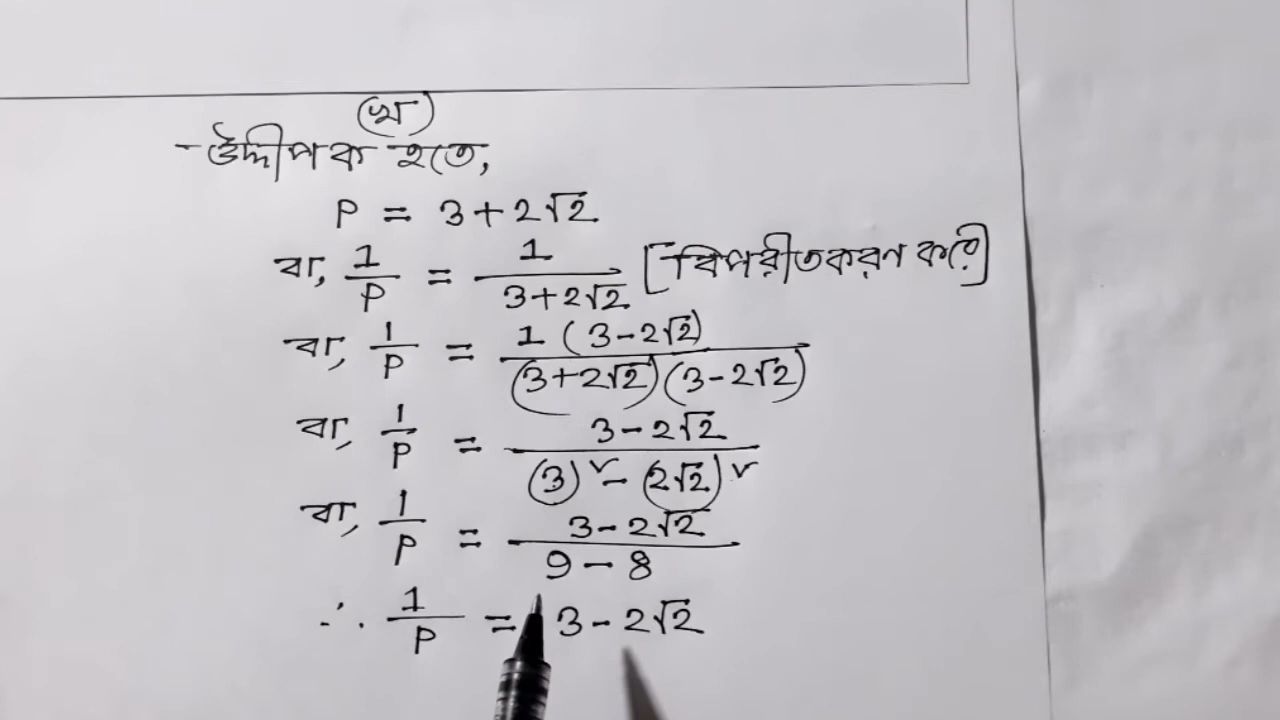 (খ)
উদ্দীপক হতে,
P = 3+2√2
বা, 1/P = 1/(3+2√2) [বিপরীতকরণ করে]
বা, 1/P = 1(3-2√2)/(3+2√2)(3-2√2)
বা, 1/P = (3-2√2)/((3)² - (2√2)²)
বা, 1/P = (3-2√2)/(9-8)
∴ 1/P = 3-2√2